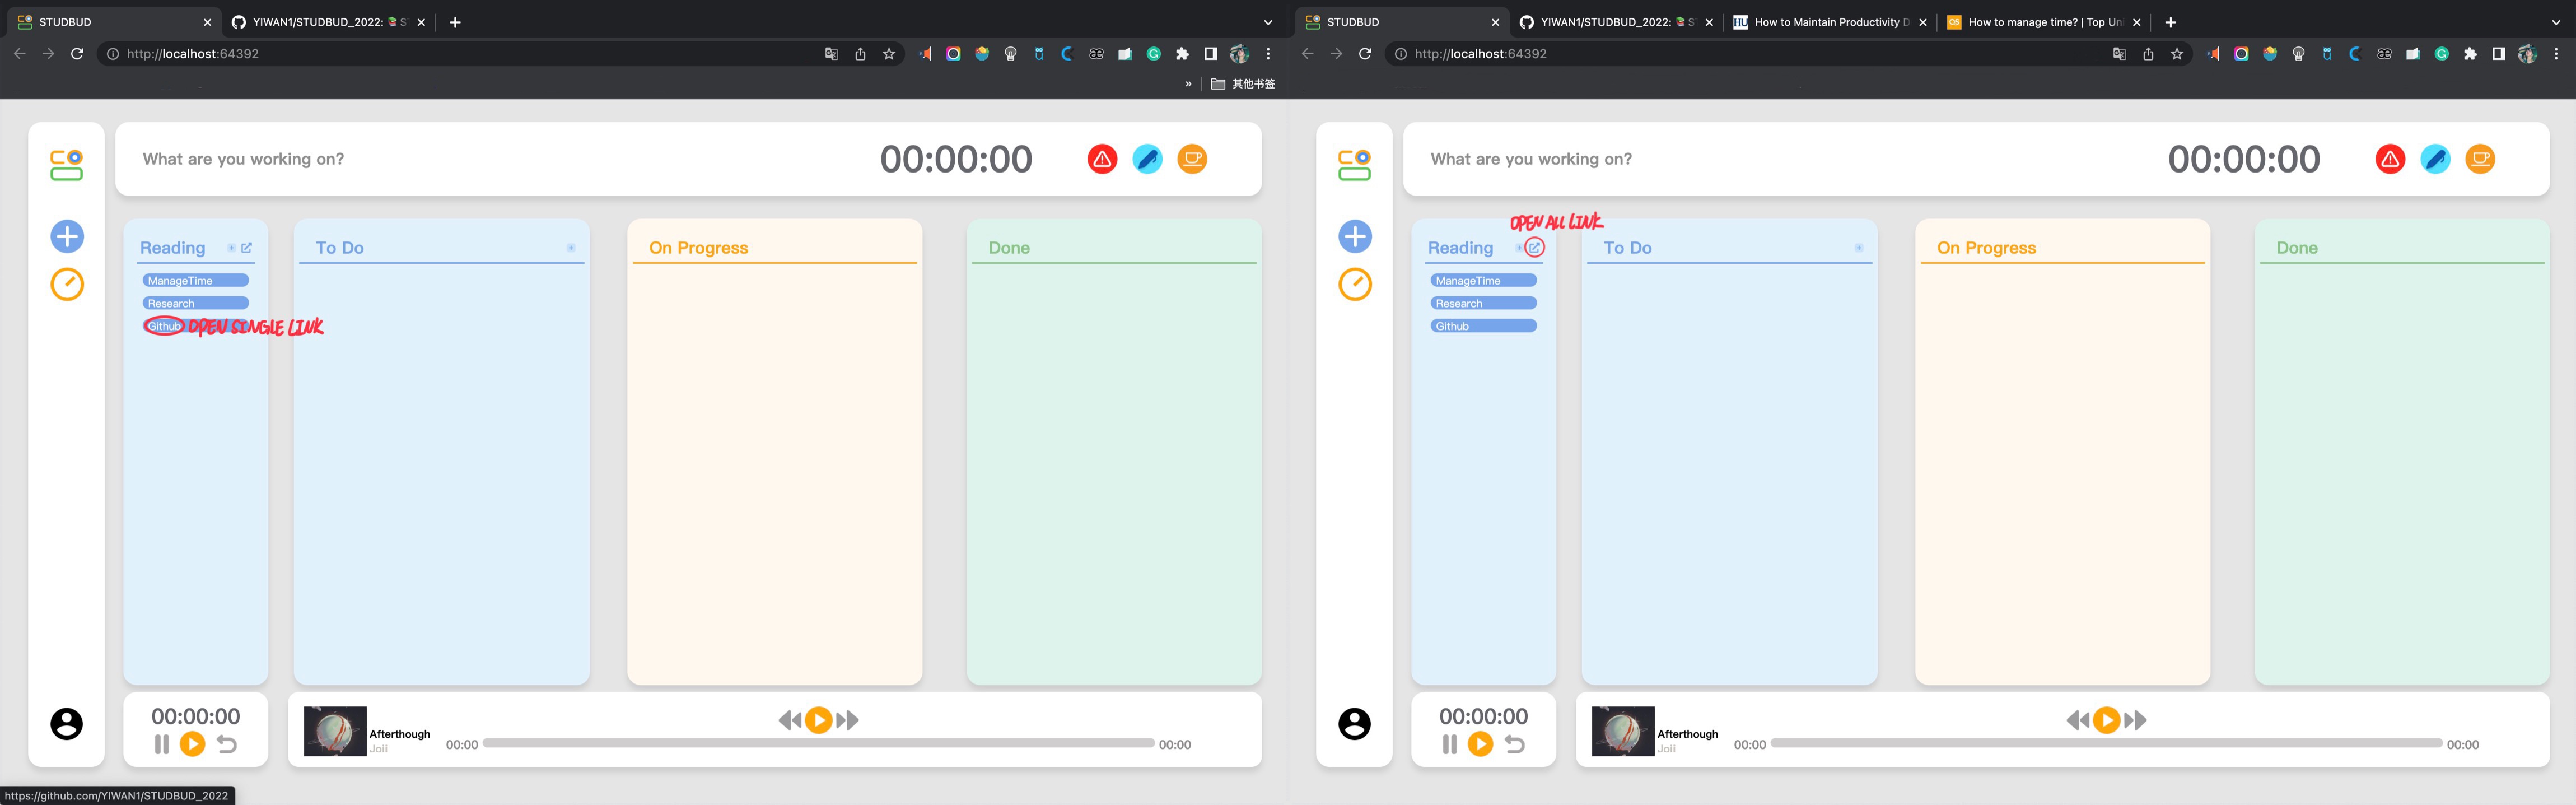 STUDBUD
YIWAN1/STUDBUD_2022: 📚 S
http://localhost:64392
» 其他书签
What are you working on?
00:00:00
Reading
ManageTime
Research
Github OPEN SINGLE LINK
To Do
On Progress
Done
00:00:00
Afterthough
Joii
00:00
00:00
https://github.com/YIWAN1/STUDBUD_2022
STUDBUD
YIWAN1/STUDBUD_2022: 📚 S
How to Maintain Productivity D
How to manage time? | Top Uni
http://localhost:64392
What are you working on?
00:00:00
OPEN ALL LINK
Reading
ManageTime
Research
Github
To Do
On Progress
Done
00:00:00
Afterthough
Joii
00:00
00:00